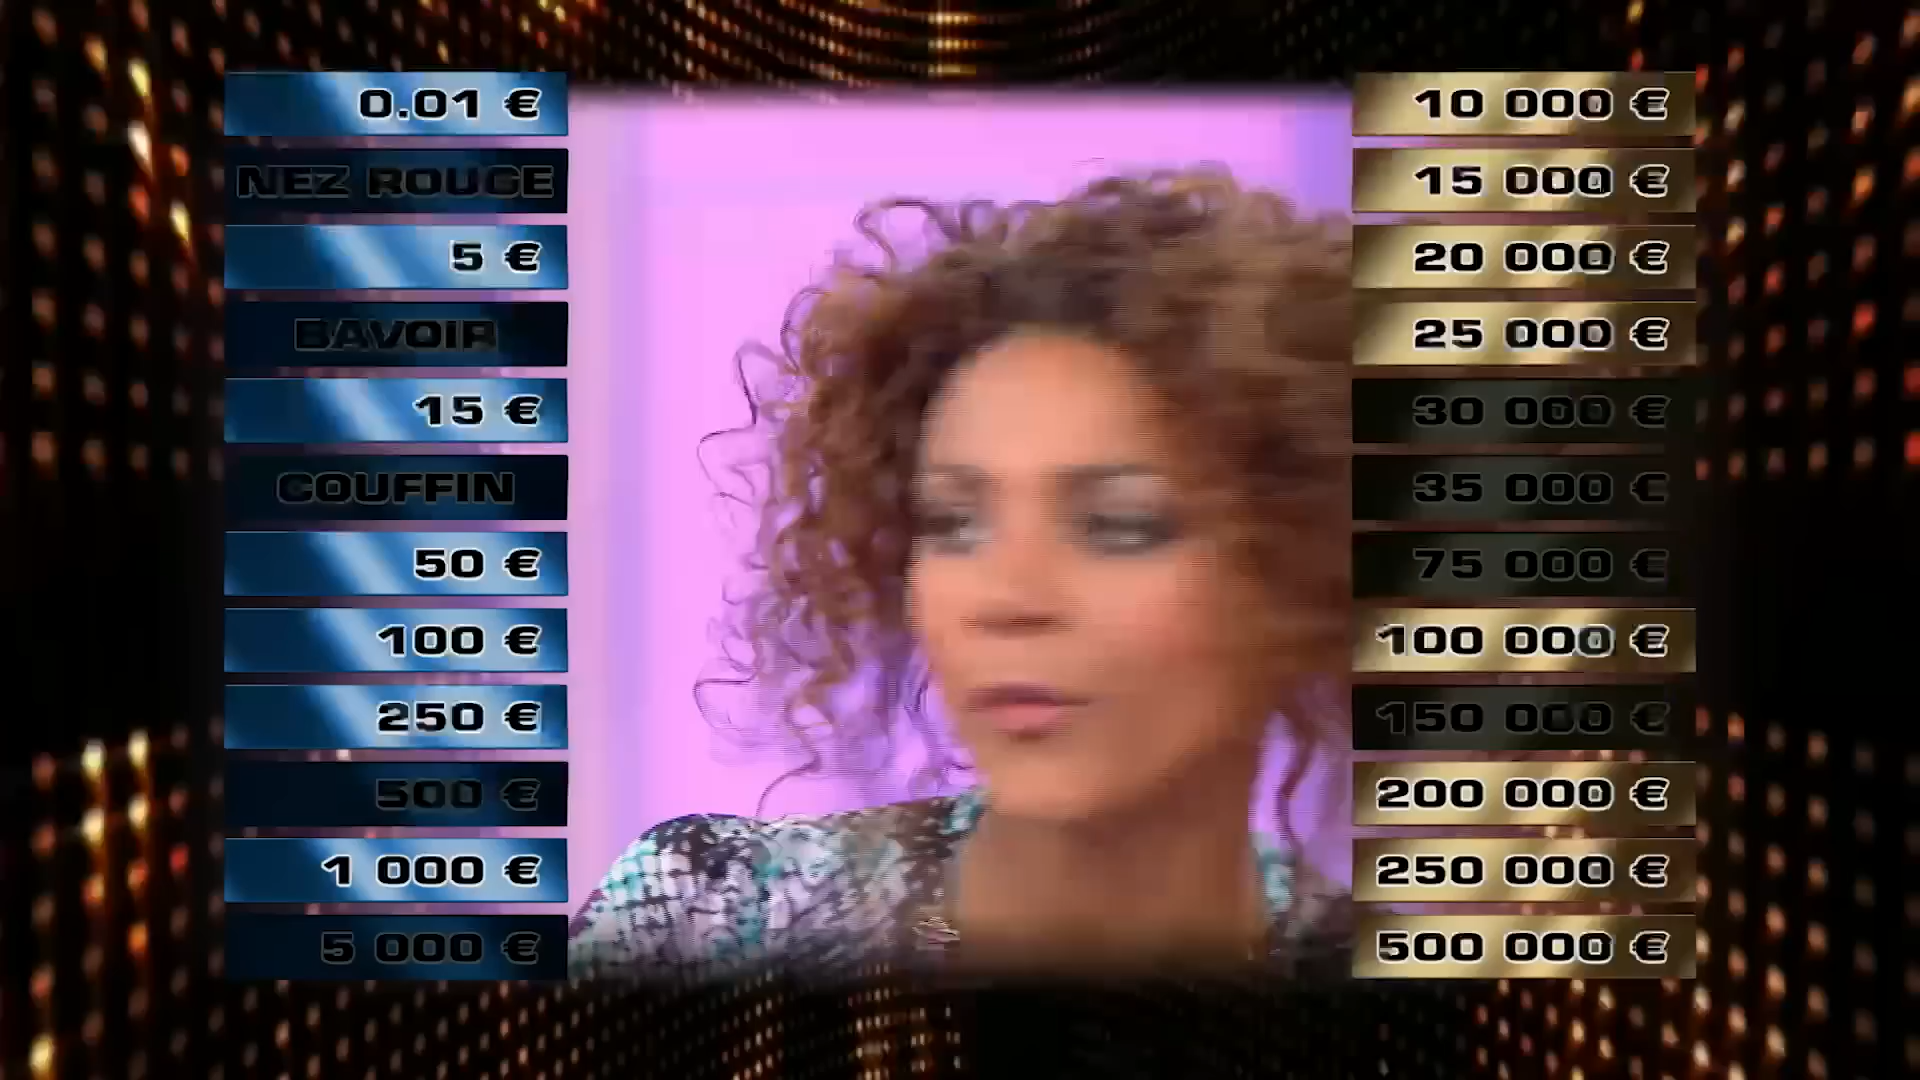 0.01 €
NEZ ROUGE
5 €
BAVOIR
15 €
COUFFIN
50 €
100 €
250 €
500 €
1 000 €
5 000 €
10 000 €
15 000 €
20 000 €
25 000 €
30 000 €
35 000 €
75 000 €
100 000 €
150 000 €
200 000 €
250 000 €
500 000 €